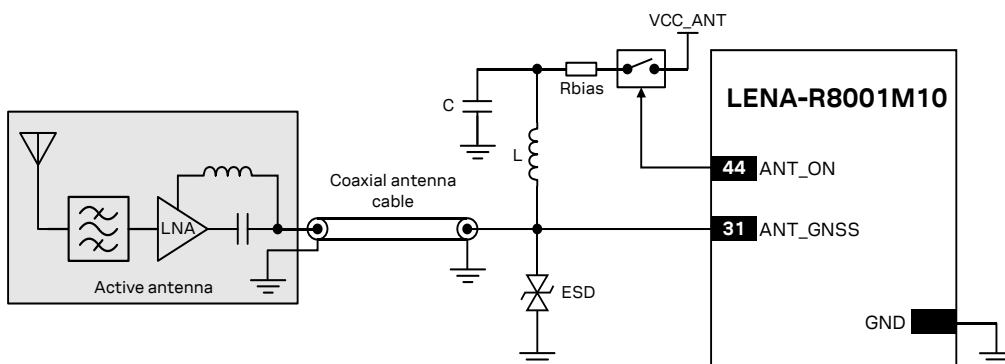 VCC_ANT
Rbias
C
LENA-R8001M10
L
44 ANT_ON
Coaxial antenna
cable
LNA
31 ANT_GNSS
Active antenna
ESD
GND